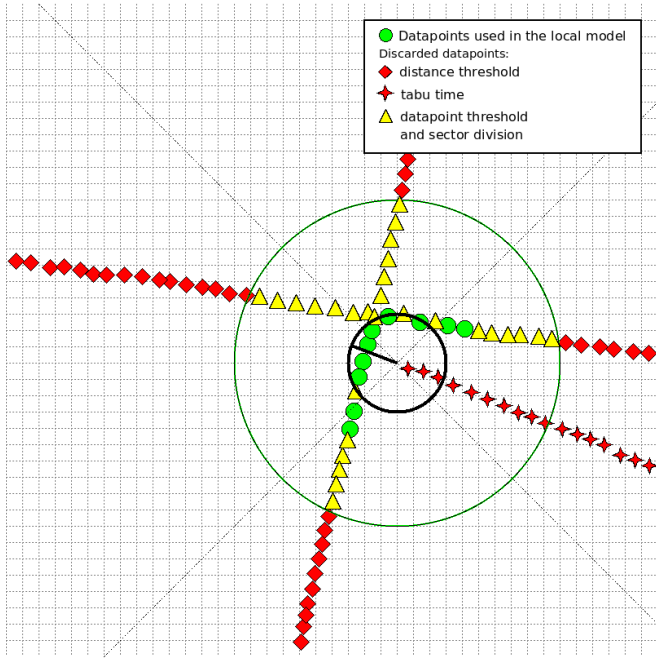 Datapoints used in the local model
Discarded datapoints:
distance threshold
tabu time
datapoint threshold
and sector division